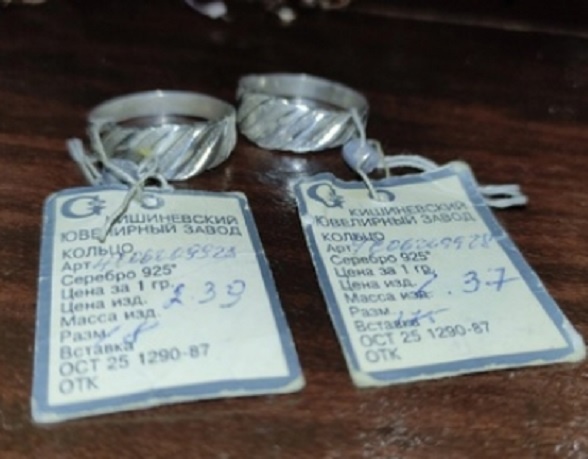 КИШИНЕВСКИЙ
ЮВЕЛИРНЫЙ ЗАВОД
КОЛЬЦО
Арт.
Серебро 925°
Цена за 1 гр.
Цена изд.
Масса изд. 2.39
Разм. 18
Вставка
ОСТ 25 1290-87
ОТК
КИШИНЕВСКИЙ
ЮВЕЛИРНЫЙ ЗАВОД
КОЛЬЦО
Арт.
Серебро 925°
Цена за 1 гр.
Цена изд.
Масса изд. 2.37
Разм.
Вставка
ОСТ 25 1290-87
ОТК